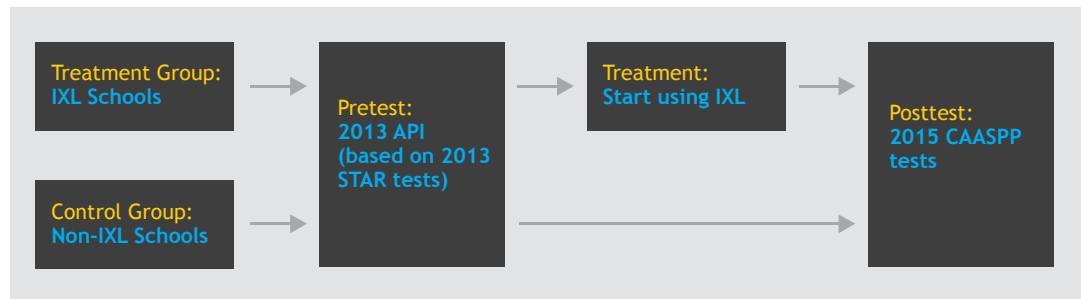 Treatment Group:
IXL Schools
Control Group:
Non-IXL Schools
Pretest:
2013 API
(based on 2013
STAR tests)
Treatment:
Start using IXL
Posttest:
2015 CAASPP
tests